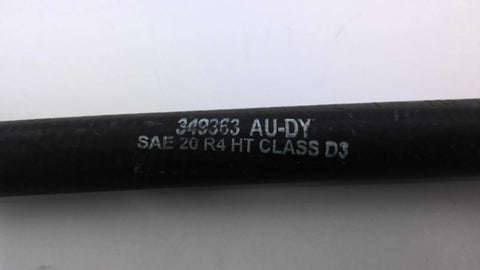 349363 AU-DY
SAE 20 R4 HT CLASS D3